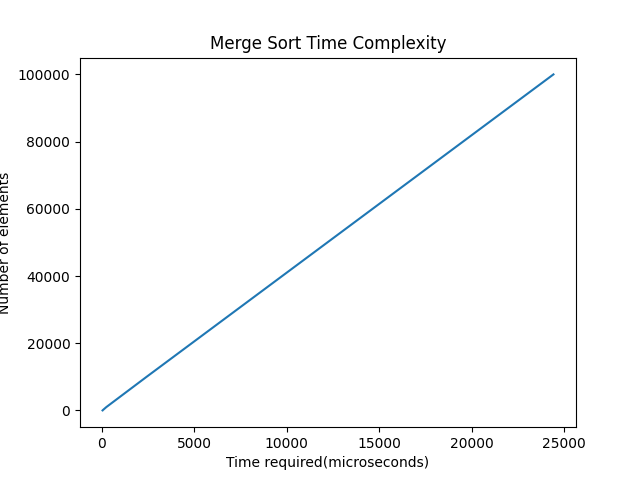 Merge Sort Time Complexity
Number of elements
100000
80000
60000
40000
20000
0
0 5000 10000 15000 20000 25000
Time required(microseconds)